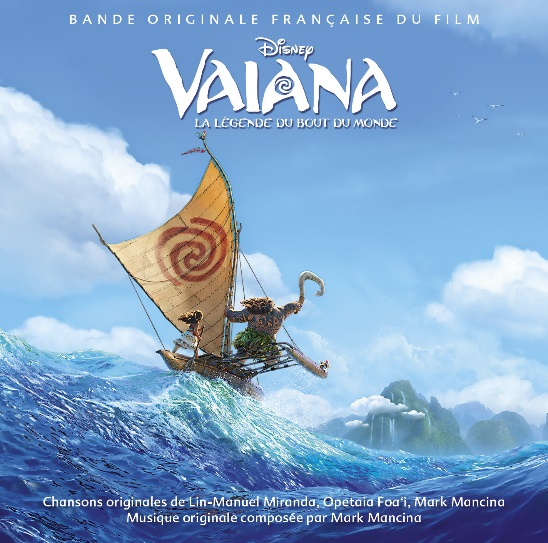 BANDE ORIGINALE FRANÇAISE DU FILM
Disney
VAIANA
LA LÉGENDE DU BOUT DU MONDE
Chansons originales de Lin-Manuel Miranda, Opetaia Foa'i, Mark Mancina
Musique originale composée par Mark Mancina